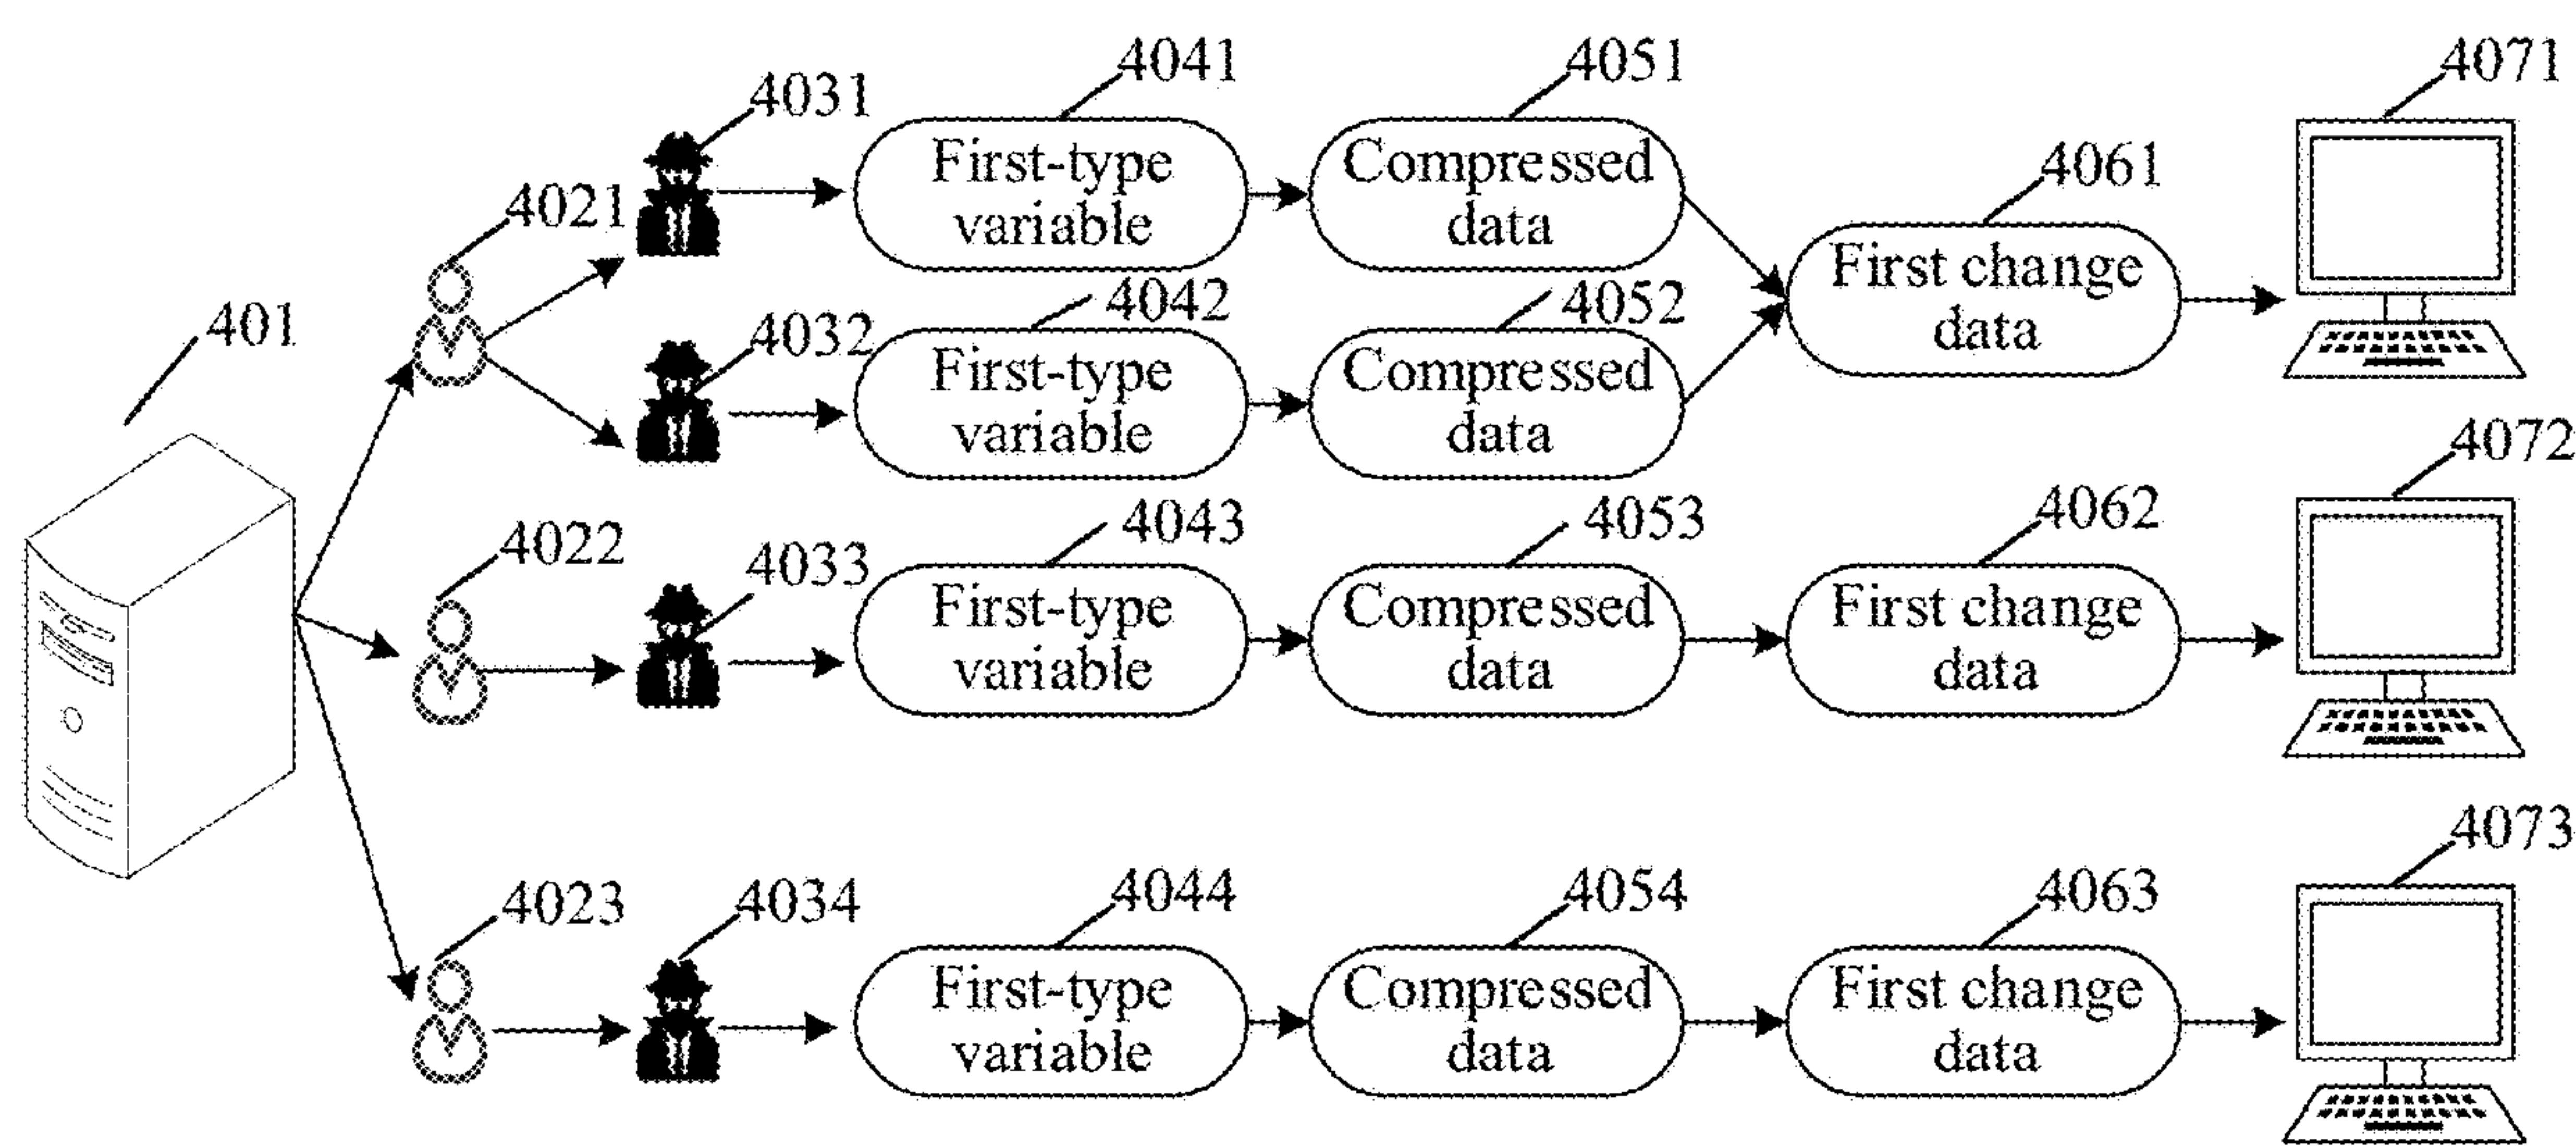 4041
4051
4071
4031
First-type
variable
Compressed
data
4061
4021
First change
data
4042
4052
401
4032
First-type
variable
Compressed
data
4072
4022
4043
4053
4062
4033
First-type
variable
Compressed
data
First change
data
4073
4023
4034
4044
4054
4063
First-type
variable
Compressed
data
First change
data